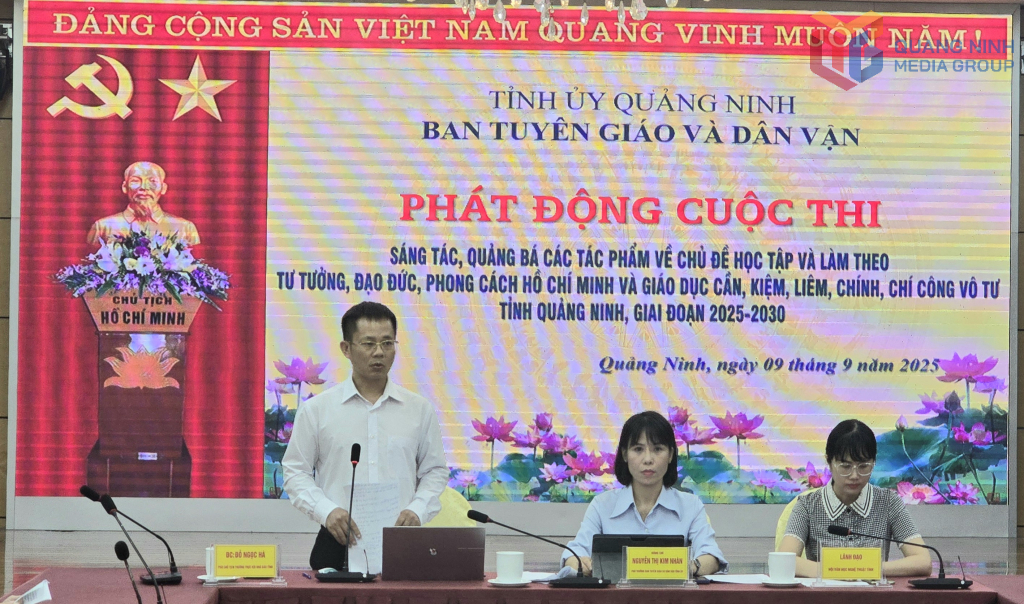 ĐẢNG CỘNG SẢN VIỆT NAM QUANG VINH MUÔN NĂM!
QUANG NINH
MEDIA GROUP
TỈNH ỦY QUẢNG NINH
BAN TUYÊN GIÁO VÀ DÂN VẬN
PHÁT ĐỘNG CUỘC THI
SÁNG TÁC, QUẢNG BÁ CÁC TÁC PHẨM VỀ CHỦ ĐỀ HỌC TẬP VÀ LÀM THEO
TƯ TƯỞNG, ĐẠO ĐỨC, PHONG CÁCH HỒ CHÍ MINH VÀ GIÁO DỤC CẦN, KIỆM, LIÊM, CHÍNH, CHÍ CÔNG VÔ TƯ
TỈNH QUẢNG NINH, GIAI ĐOẠN 2025-2030
Quảng Ninh, ngày 09 tháng 9 năm 2025
CHỦ TỊCH
HỒ CHÍ MINH
ĐC: ĐỖ NGỌC HÀ
NGUYỄN THỊ KIM NHÀN
LÃNH ĐẠO